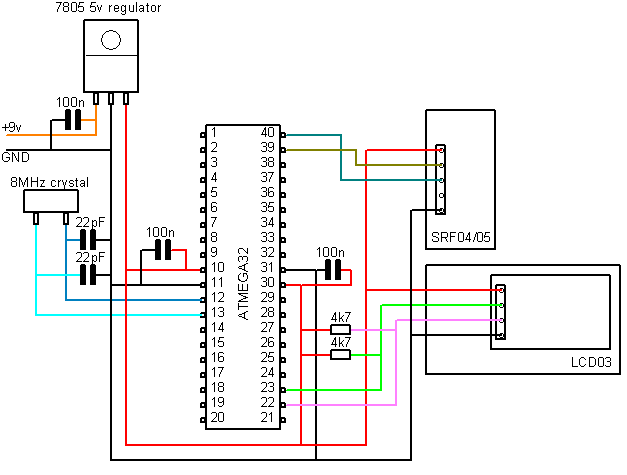 7805 5v regulator
100n
+9v
GND
8MHz crystal
22pF
22pF
100n
ATMEGA32
1 40
2 39
3 38
4 37
5 36
6 35
7 34
8 33
9 32
10 31
11 30
12 29
13 28
14 27
15 26
16 25
17 24
18 23
19 22
20 21
100n
4k7
4k7
SRF04/05
LCD03